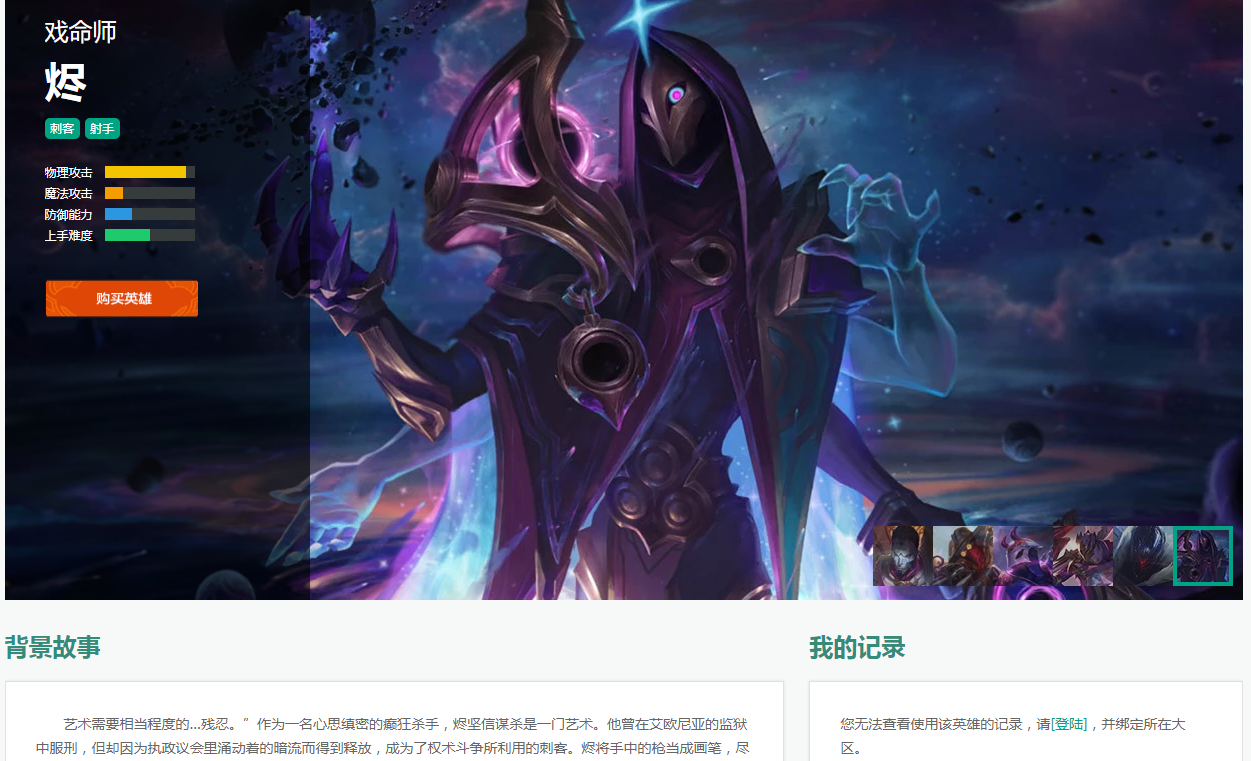 戏命师
烬
刺客 射手
物理攻击
魔法攻击
防御能力
上手难度
购买英雄
背景故事
艺术需要相当程度的...残忍。”作为一名心思缜密的癫狂杀手，烬坚信谋杀是一门艺术。他曾在艾欧尼亚的监狱
中服刑，但却因为执政议会里涌动着的暗流而得到释放，成为了权术斗争所利用的刺客。烬将手中的枪当成画笔，尽
我的记录
您无法查看使用该英雄的记录，请[登陆]，并绑定所在大
区。